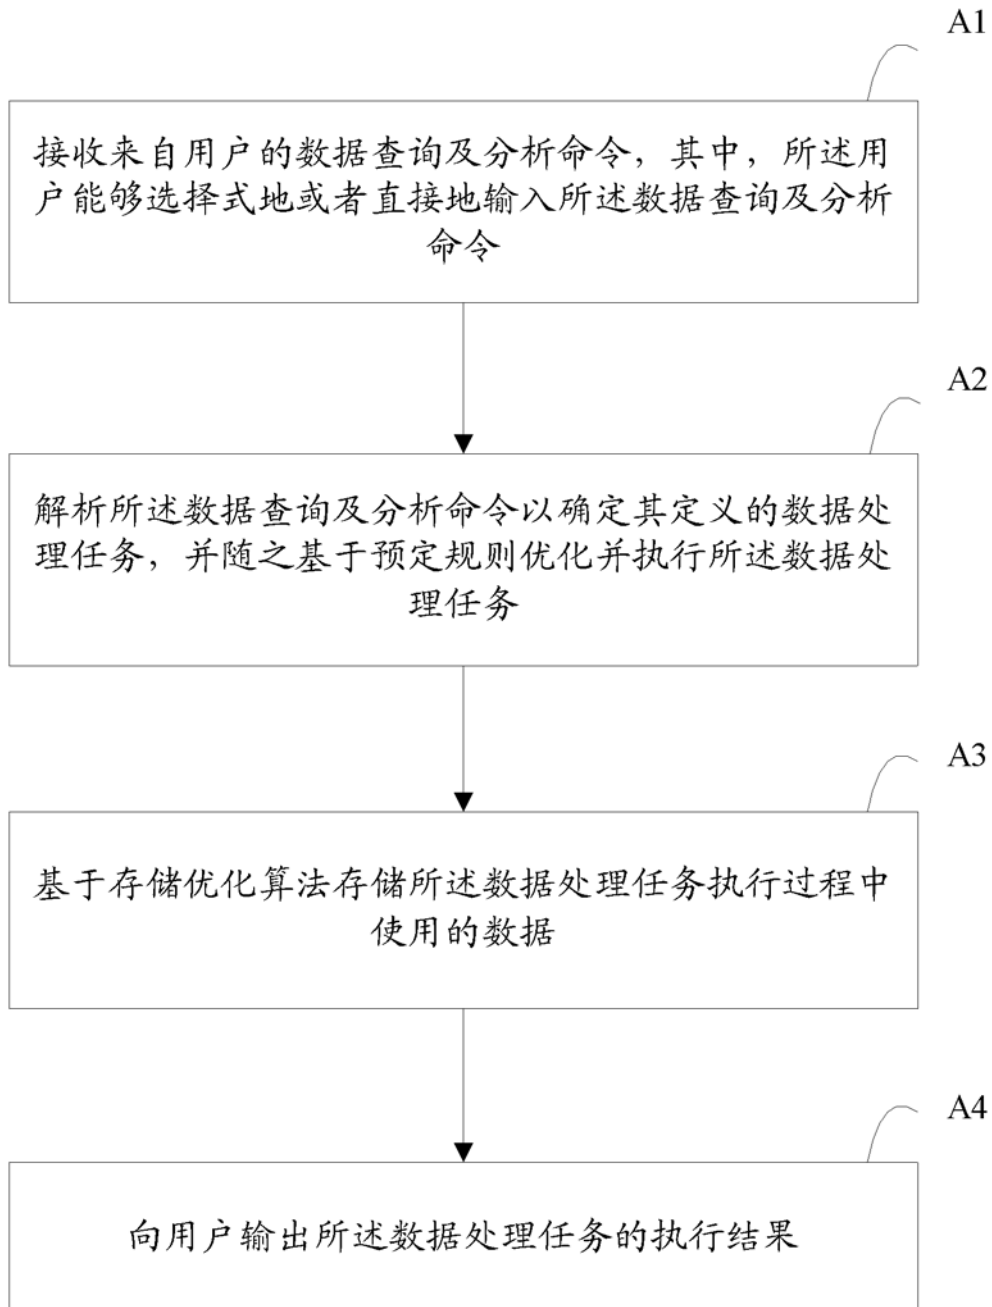 A1
接收来自用户的数据查询及分析命令，其中，所述用
户能够选择式地或者直接地输入所述数据查询及分析
命令
A2
解析所述数据查询及分析命令以确定其定义的数据处
理任务，并随之基于预定规则优化并执行所述数据处
理任务
A3
基于存储优化算法存储所述数据处理任务执行过程中
使用的数据
A4
向用户输出所述数据处理任务的执行结果